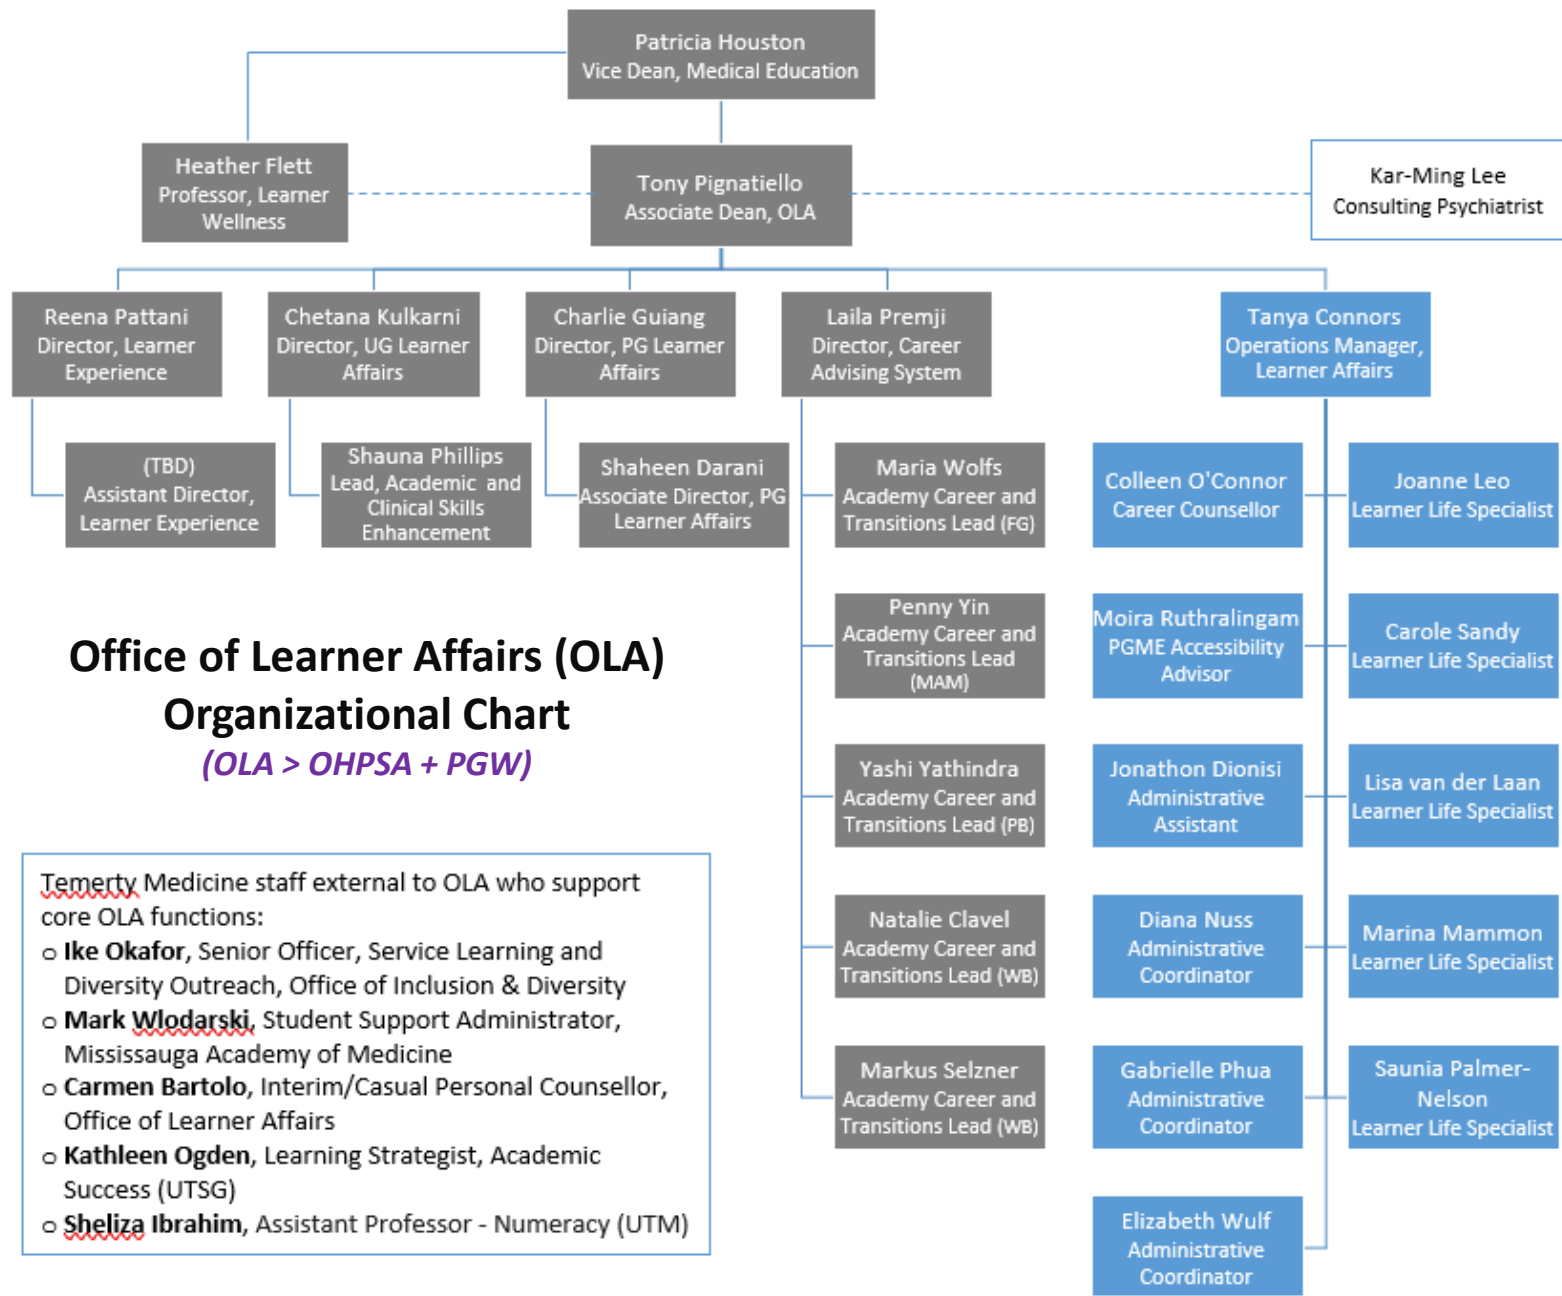 Patricia Houston
Vice Dean, Medical Education
Heather Flett
Professor, Learner
Wellness
Tony Pignatiello
Associate Dean, OLA
Kar-Ming Lee
Consulting Psychiatrist
Reena Pattani
Director, Learner
Experience
Chetana Kulkarni
Director, UG Learner
Affairs
Charlie Guiang
Director, PG Learner
Affairs
Laila Premji
Director, Career
Advising System
Tanya Connors
Operations Manager,
Learner Affairs
(TBD)
Assistant Director,
Learner Experience
Shauna Phillips
Lead, Academic and
Clinical Skills
Enhancement
Shaheen Darani
Associate Director, PG
Learner Affairs
Maria Wolfs
Academy Career and
Transitions Lead (FG)
Colleen O'Connor
Career Counsellor
Joanne Leo
Learner Life Specialist
Penny Yin
Academy Career and
Transitions Lead
(MAM)
Moira Ruthralingam
PGME Accessibility
Advisor
Carole Sandy
Learner Life Specialist
Office of Learner Affairs (OLA)
Organizational Chart
(OLA > OHPSA + PGW)
Yashi Yathindra
Academy Career and
Transitions Lead (PB)
Jonathon Dionisi
Administrative
Assistant
Lisa van der Laan
Learner Life Specialist
Natalie Clavel
Academy Career and
Transitions Lead (WB)
Diana Nuss
Administrative
Coordinator
Marina Mammon
Learner Life Specialist
Markus Selzner
Academy Career and
Transitions Lead (WB)
Gabrielle Phua
Administrative
Coordinator
Saunia Palmer-
Nelson
Learner Life Specialist
Elizabeth Wulf
Administrative
Coordinator
Temerty Medicine staff external to OLA who support
core OLA functions:
o Ike Okafor, Senior Officer, Service Learning and
Diversity Outreach, Office of Inclusion & Diversity
o Mark Wlodarski, Student Support Administrator,
Mississauga Academy of Medicine
o Carmen Bartolo, Interim/Casual Personal Counsellor,
Office of Learner Affairs
o Kathleen Ogden, Learning Strategist, Academic
Success (UTSG)
o Sheliza Ibrahim, Assistant Professor - Numeracy (UTM)